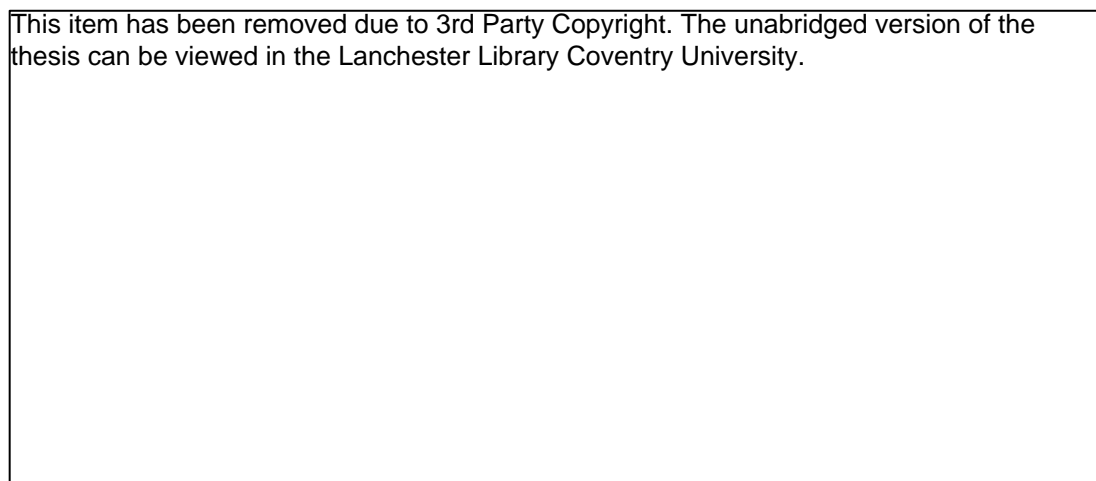 This item has been removed due to 3rd Party Copyright. The unabridged version of the
thesis can be viewed in the Lanchester Library Coventry University.